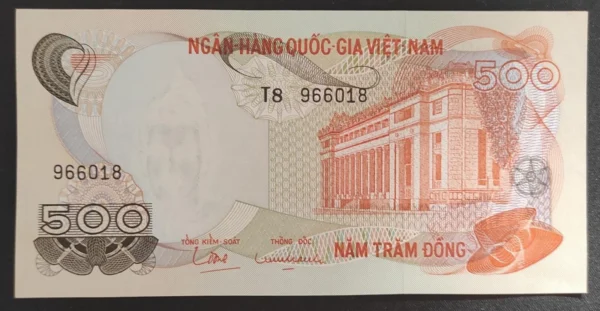 NGÂN-HÀNG QUỐC-GIA VIỆT-NAM
500
T8 966018
966018
500
TỔNG KIỂM-SOÁT THỐNG ĐỐC
NĂM TRĂM ĐỒNG